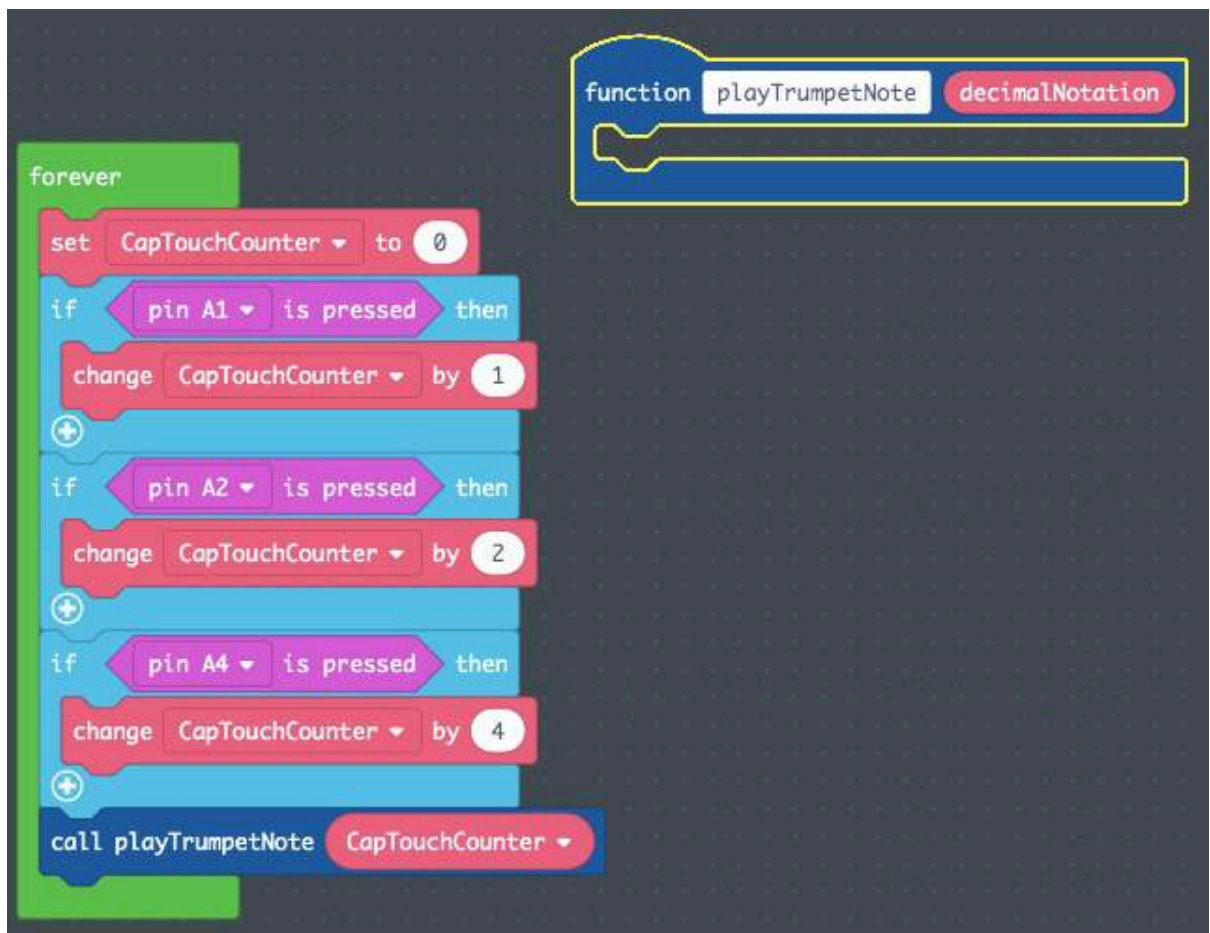 function playTrumpetNote decimalNotation
forever
set CapTouchCounter to 0
if pin A1 is pressed then
change CapTouchCounter by 1
if pin A2 is pressed then
change CapTouchCounter by 2
if pin A4 is pressed then
change CapTouchCounter by 4
call playTrumpetNote CapTouchCounter